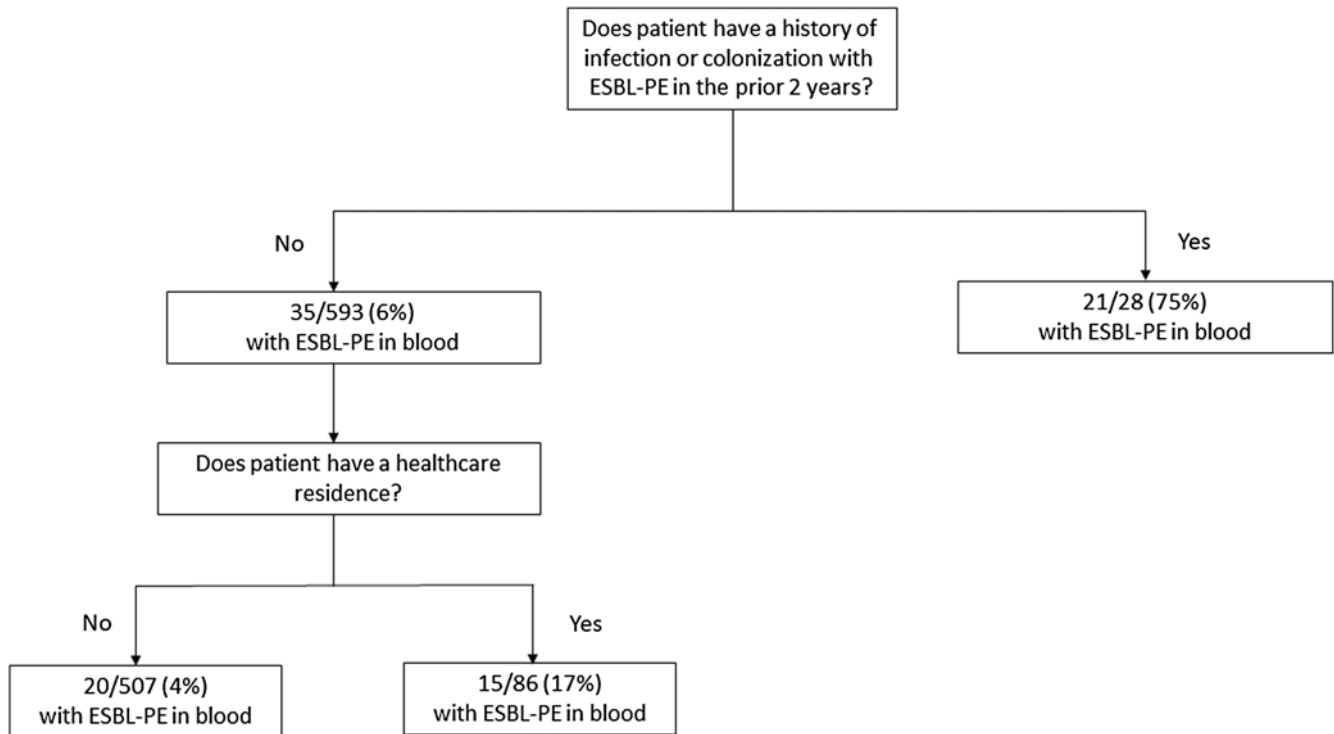 Does patient have a history of
infection or colonization with
ESBL-PE in the prior 2 years?
No
Yes
35/593 (6%)
with ESBL-PE in blood
21/28 (75%)
with ESBL-PE in blood
Does patient have a healthcare
residence?
No
Yes
20/507 (4%)
with ESBL-PE in blood
15/86 (17%)
with ESBL-PE in blood